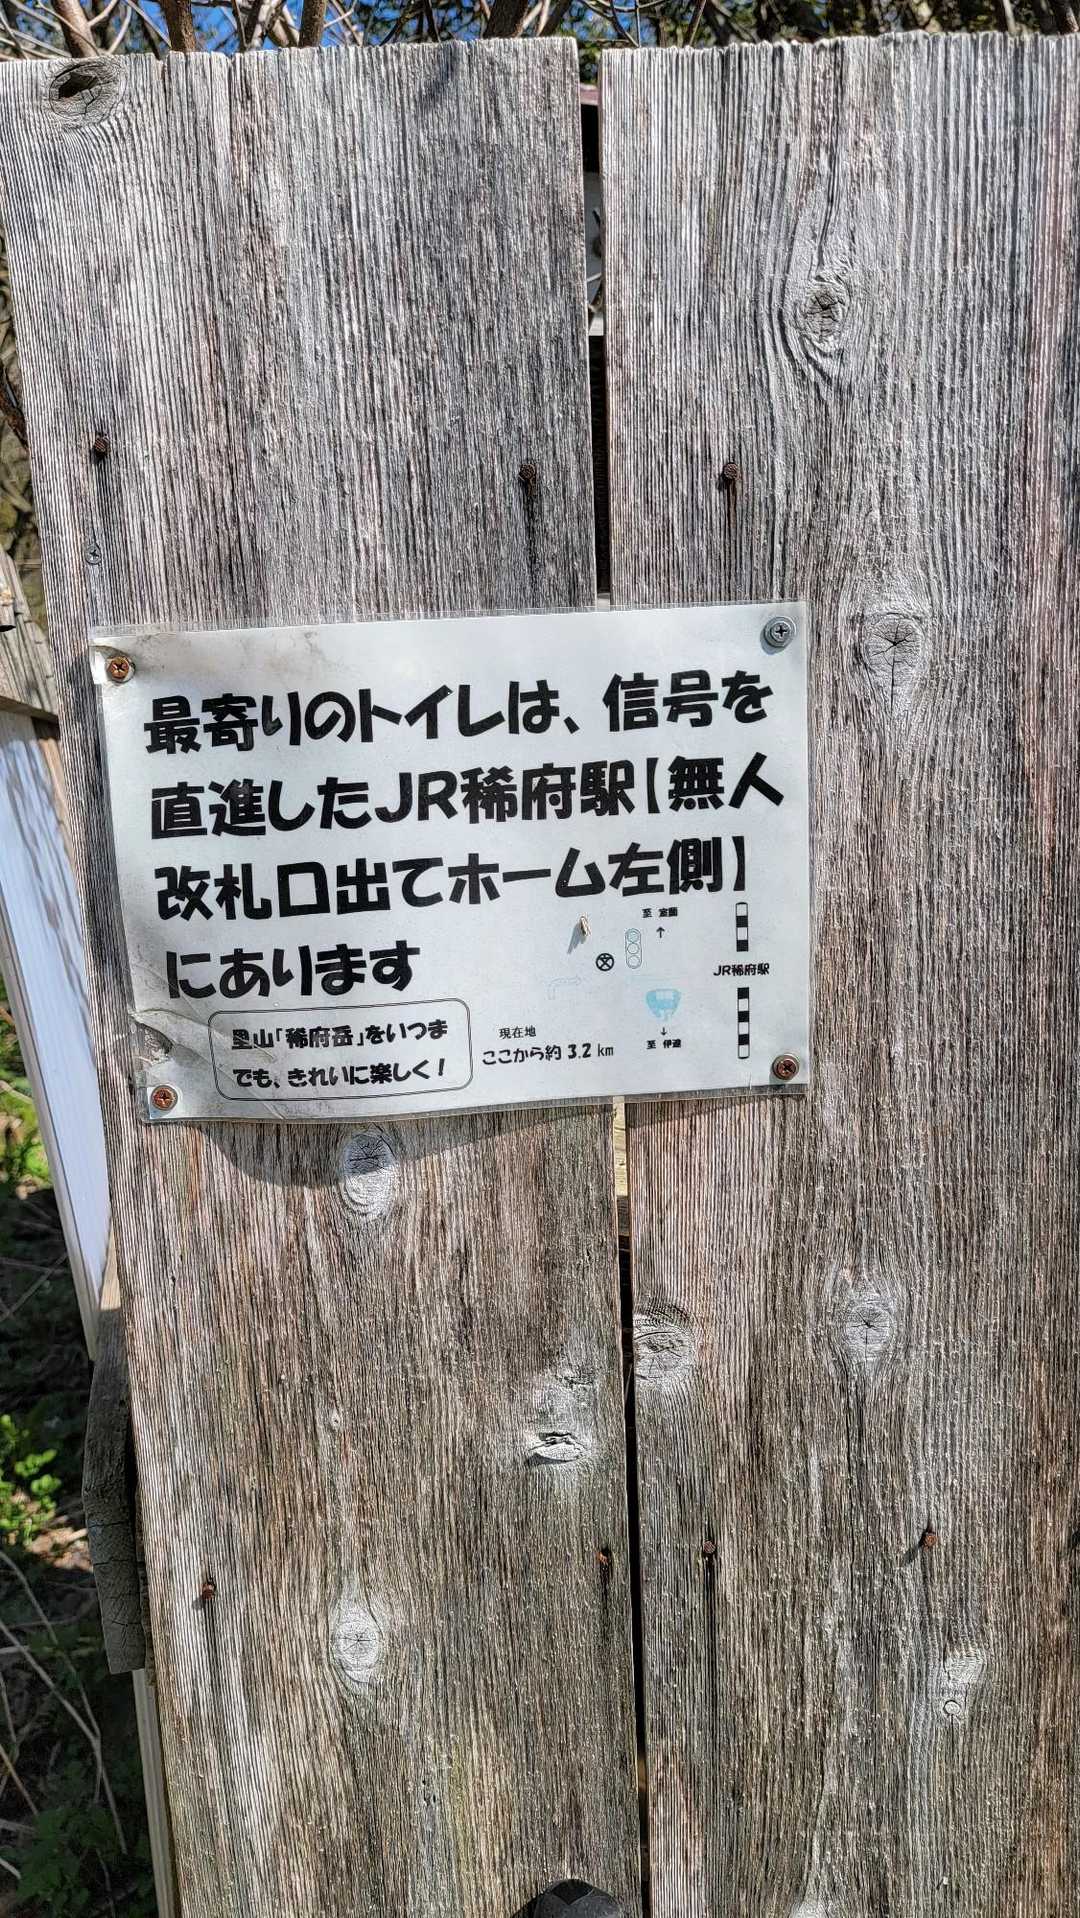 最寄りのトイレは、信号を
直進したJR稀府駅【無人
改札口出てホーム左側】
にあります
里山「稀府岳」をいつま
でも、きれいに楽しく！
現在地
ここから約 3.2 km
至 室蘭
↑
JR稀府駅
↓
至 伊達